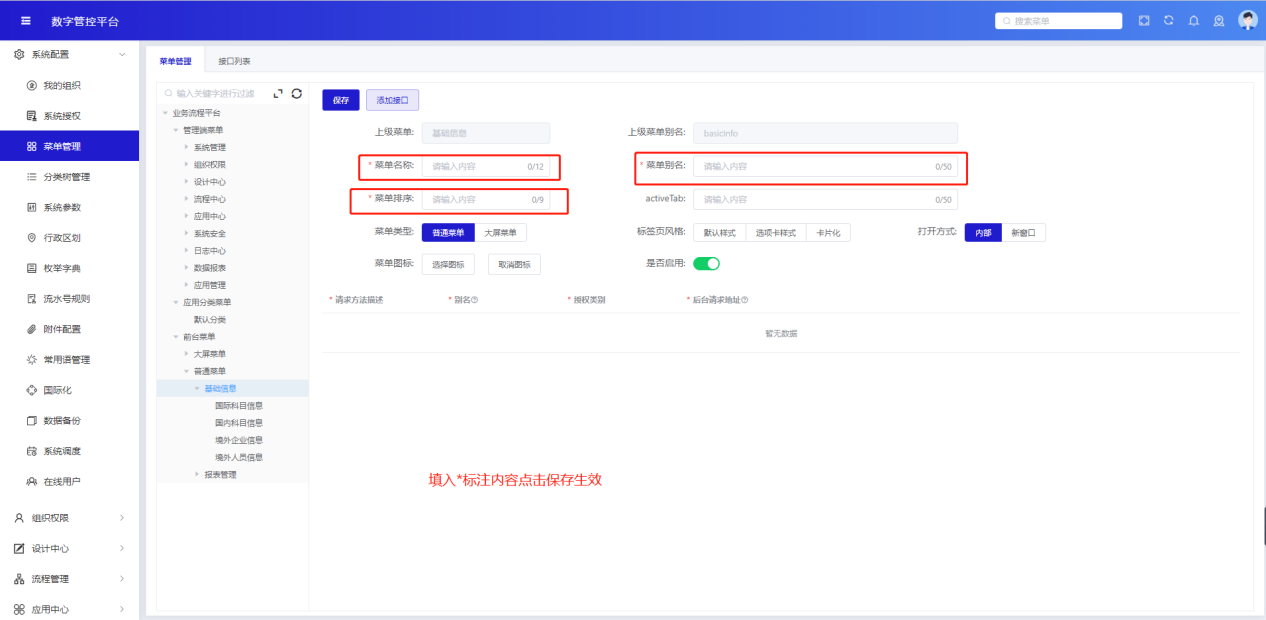 数字管控平台
搜索菜单
系统配置
我的组织
系统授权
菜单管理
分类树管理
系统参数
行政区划
枚举字典
流水号规则
附件配置
常用语管理
国际化
数据备份
系统调度
在线用户
组织权限
设计中心
流程管理
应用中心
菜单管理 接口列表
输入关键字进行过滤
业务流程平台
管理端菜单
系统管理
组织权限
设计中心
流程中心
应用中心
系统安全
日志中心
数据报表
应用管理
应用分类菜单
默认分类
前台菜单
大屏菜单
普通菜单
基础信息
国际科目信息
国内科目信息
境外企业信息
境外人员信息
报表管理
保存 添加接口
上级菜单: 基础信息 上级菜单别名: basicInfo
* 菜单名称: 请输入内容 0/12 * 菜单别名: 请输入内容 0/50
* 菜单排序: 请输入内容 0/9 activeTab: 请输入内容 0/50
菜单类型: 普通菜单 大屏菜单 标签页风格: 默认样式 选项卡样式 卡片化 打开方式: 内部 新窗口
菜单图标: 选择图标 取消图标 是否启用:
* 请求方法描述 * 别名 * 授权类别 * 后台请求地址
暂无数据
填入*标注内容点击保存生效